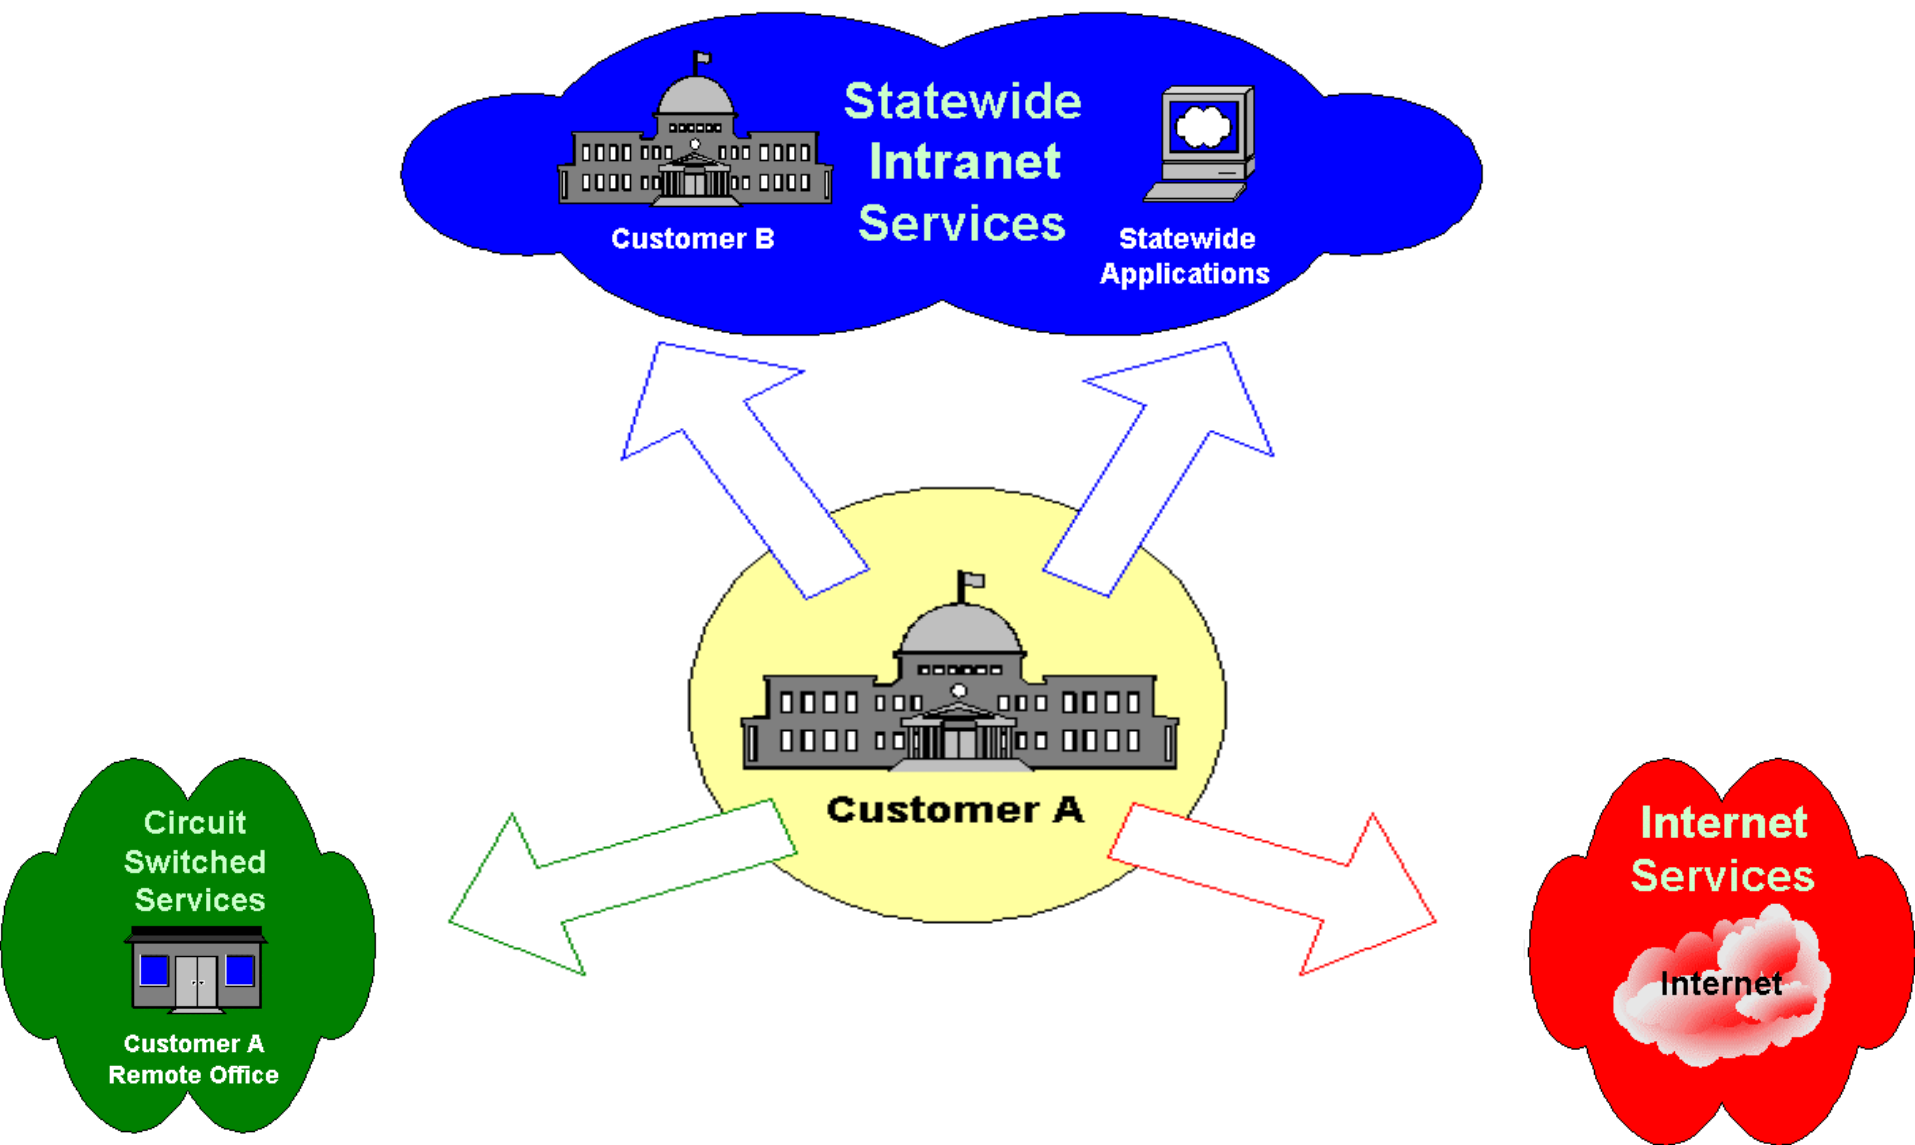 Statewide
Intranet
Services
Customer B
Statewide
Applications
Customer A
Circuit
Switched
Services
Customer A
Remote Office
Internet
Services
Internet